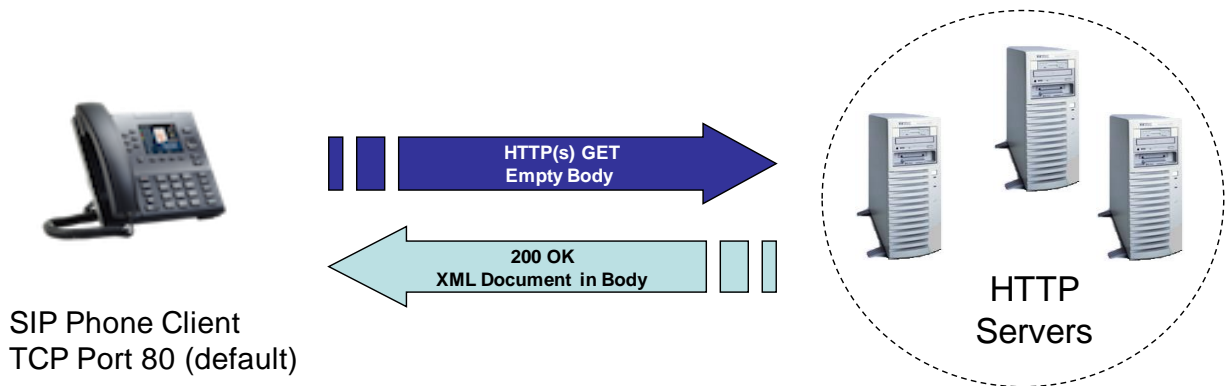 HTTP(s) GET
Empty Body
200 OK
XML Document in Body
SIP Phone Client
TCP Port 80 (default)
HTTP
Servers